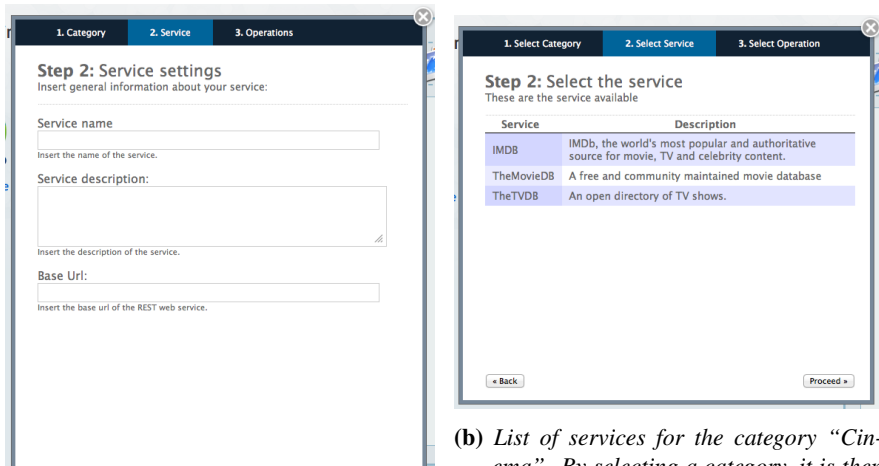 1. Category 2. Service 3. Operations
Step 2: Service settings
Insert general information about your service:
Service name
Insert the name of the service.
Service description:
Insert the description of the service.
Base Url:
Insert the base url of the REST web service.
1. Select Category 2. Select Service 3. Select Operation
Step 2: Select the service
These are the service available
Service Description
IMDB IMDb, the world's most popular and authoritative
source for movie, TV and celebrity content.
TheMovieDB A free and community maintained movie database
TheTVDB An open directory of TV shows.
« Back Proceed »
(b) List of services for the category “Cin-
ema”. By selecting a category, it is then